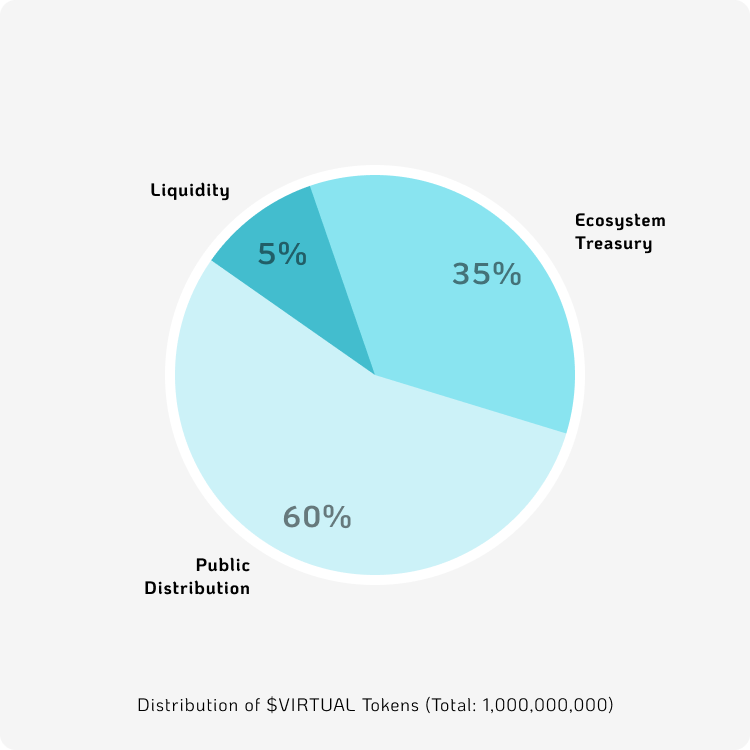 Liquidity
5%
Ecosystem
Treasury
35%
60%
Public
Distribution
Distribution of $VIRTUAL Tokens (Total: 1,000,000,000)